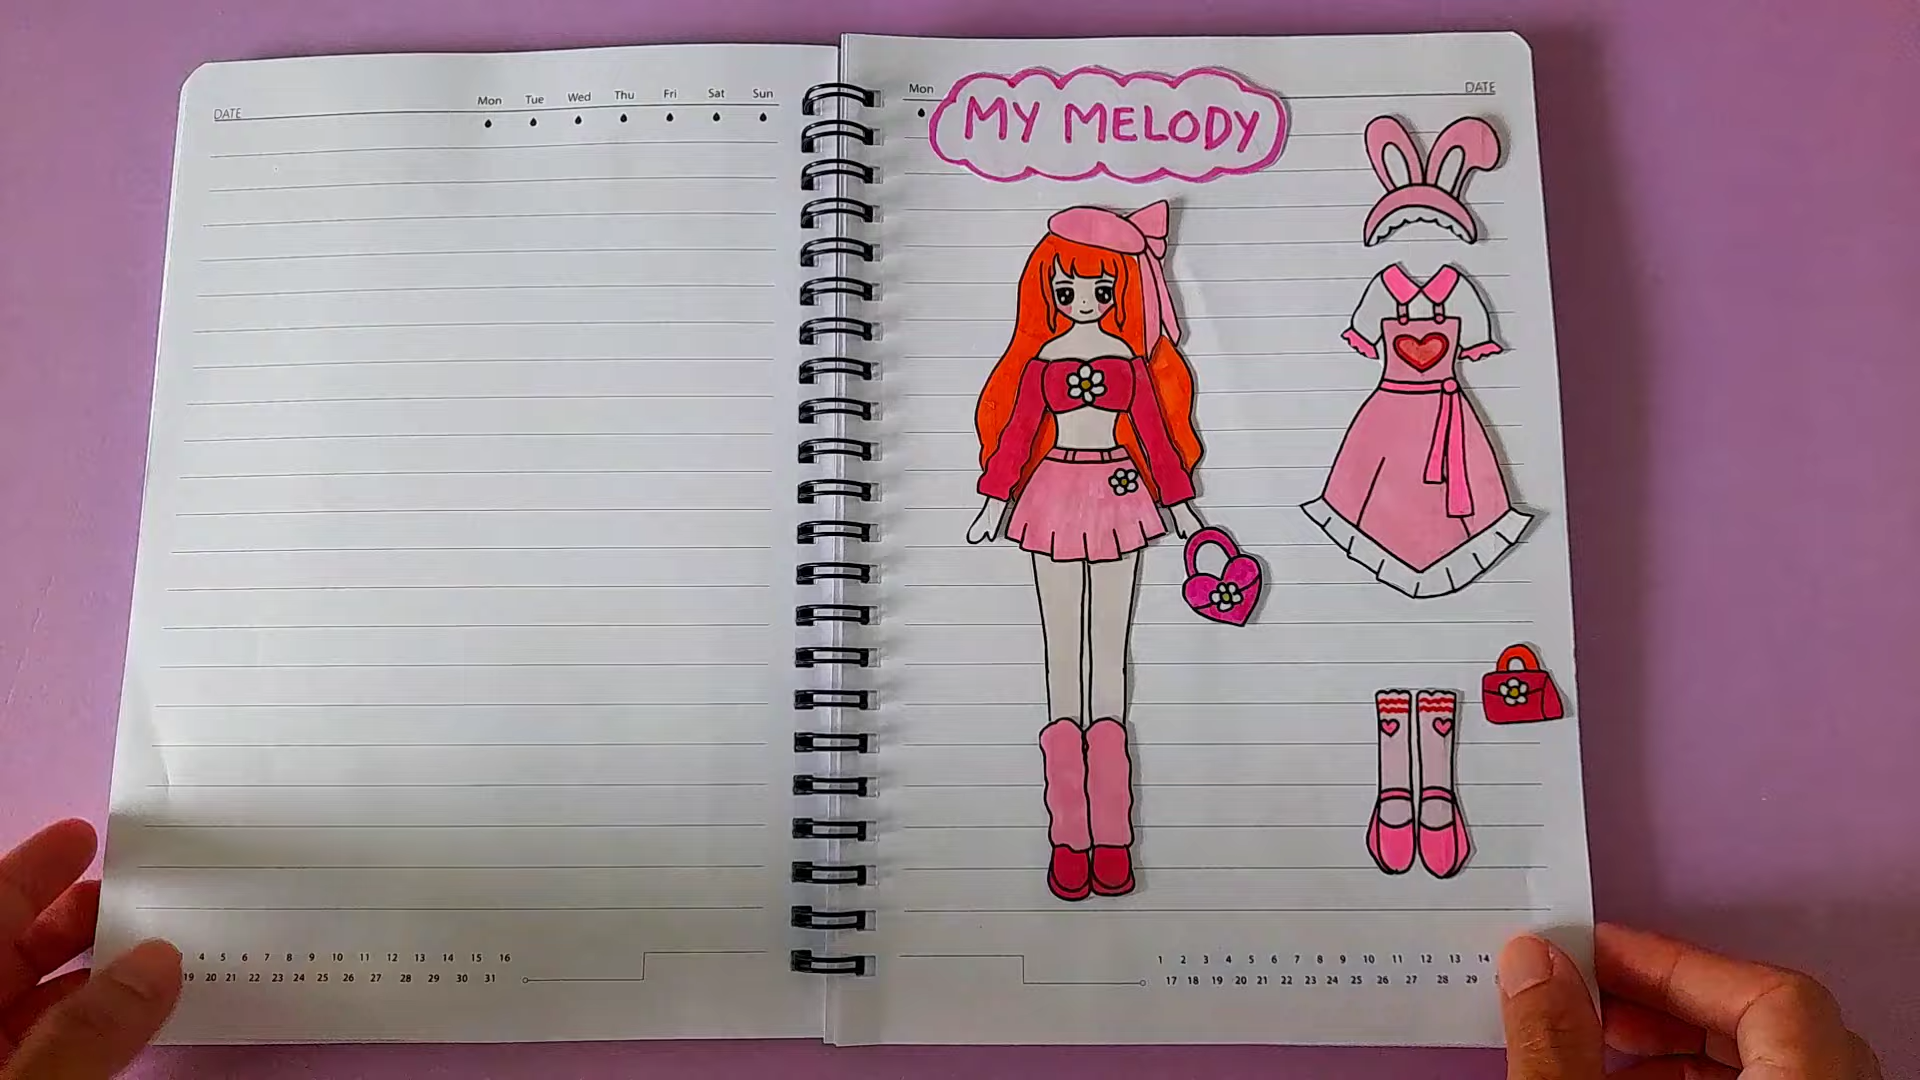 DATE Mon Tue Wed Thu Fri Sat Sun
4 5 6 7 8 9 10 11 12 13 14 15 16
19 20 21 22 23 24 25 26 27 28 29 30 31
Mon DATE
MY MELODY
1 2 3 4 5 6 7 8 9 10 11 12 13 14
17 18 19 20 21 22 23 24 25 26 27 28 29